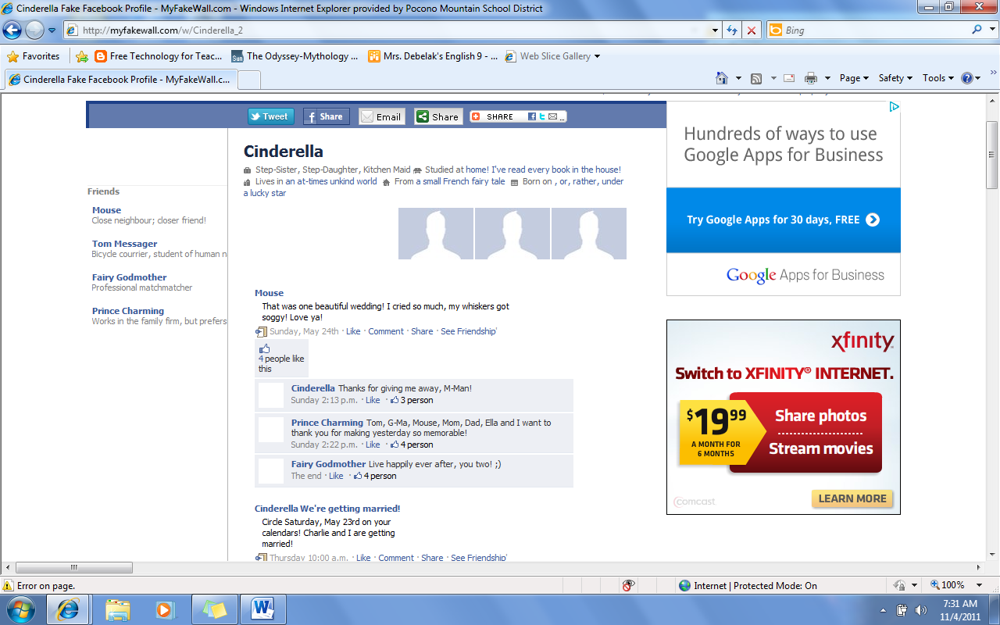 Cinderella Fake Facebook Profile - MyFakeWall.com - Windows Internet Explorer provided by Pocono Mountain School District
http://myfakewall.com/w/Cinderella_2
Bing
Favorites
Free Technology for Teac...
The Odyssey-Mythology ...
Mrs. Debelak's English 9 - ...
Web Slice Gallery
Cinderella Fake Facebook Profile - MyFakeWall.c...
Page
Safety
Tools
Tweet
Share
Email
Share
SHARE
Cinderella
Step-Sister, Step-Daughter, Kitchen Maid Studied at home! I've read every book in the house!
Lives in an at-times unkind world From a small French fairy tale Born on , or, rather, under
a lucky star
Friends
Mouse
Close neighbour; closer friend!
Tom Messager
Bicycle courrier, student of human n
Fairy Godmother
Professional matchmatcher
Prince Charming
Works in the family firm, but prefers
Mouse
That was one beautiful wedding! I cried so much, my whiskers got
soggy! Love ya!
Sunday, May 24th · Like · Comment · Share · See Friendship'
4 people like
this
Cinderella Thanks for giving me away, M-Man!
Sunday 2:13 p.m. · Like · 3 person
Prince Charming Tom, G-Ma, Mouse, Mom, Dad, Ella and I want to
thank you for making yesterday so memorable!
Sunday 2:22 p.m. · Like · 4 person
Fairy Godmother Live happily ever after, you two! ;)
The end · Like · 4 person
Cinderella We're getting married!
Circle Saturday, May 23rd on your
calendars! Charlie and I are getting
married!
Thursday 10:00 a.m. · Like · Comment · Share · See Friendship'
Hundreds of ways to use
Google Apps for Business
Try Google Apps for 30 days, FREE
Google Apps for Business
xfinity
Switch to XFINITY® INTERNET.
$19.99
A MONTH FOR
6 MONTHS
Share photos
Stream movies
comcast
LEARN MORE
Error on page.
Internet | Protected Mode: On
100%
7:31 AM
11/4/2011